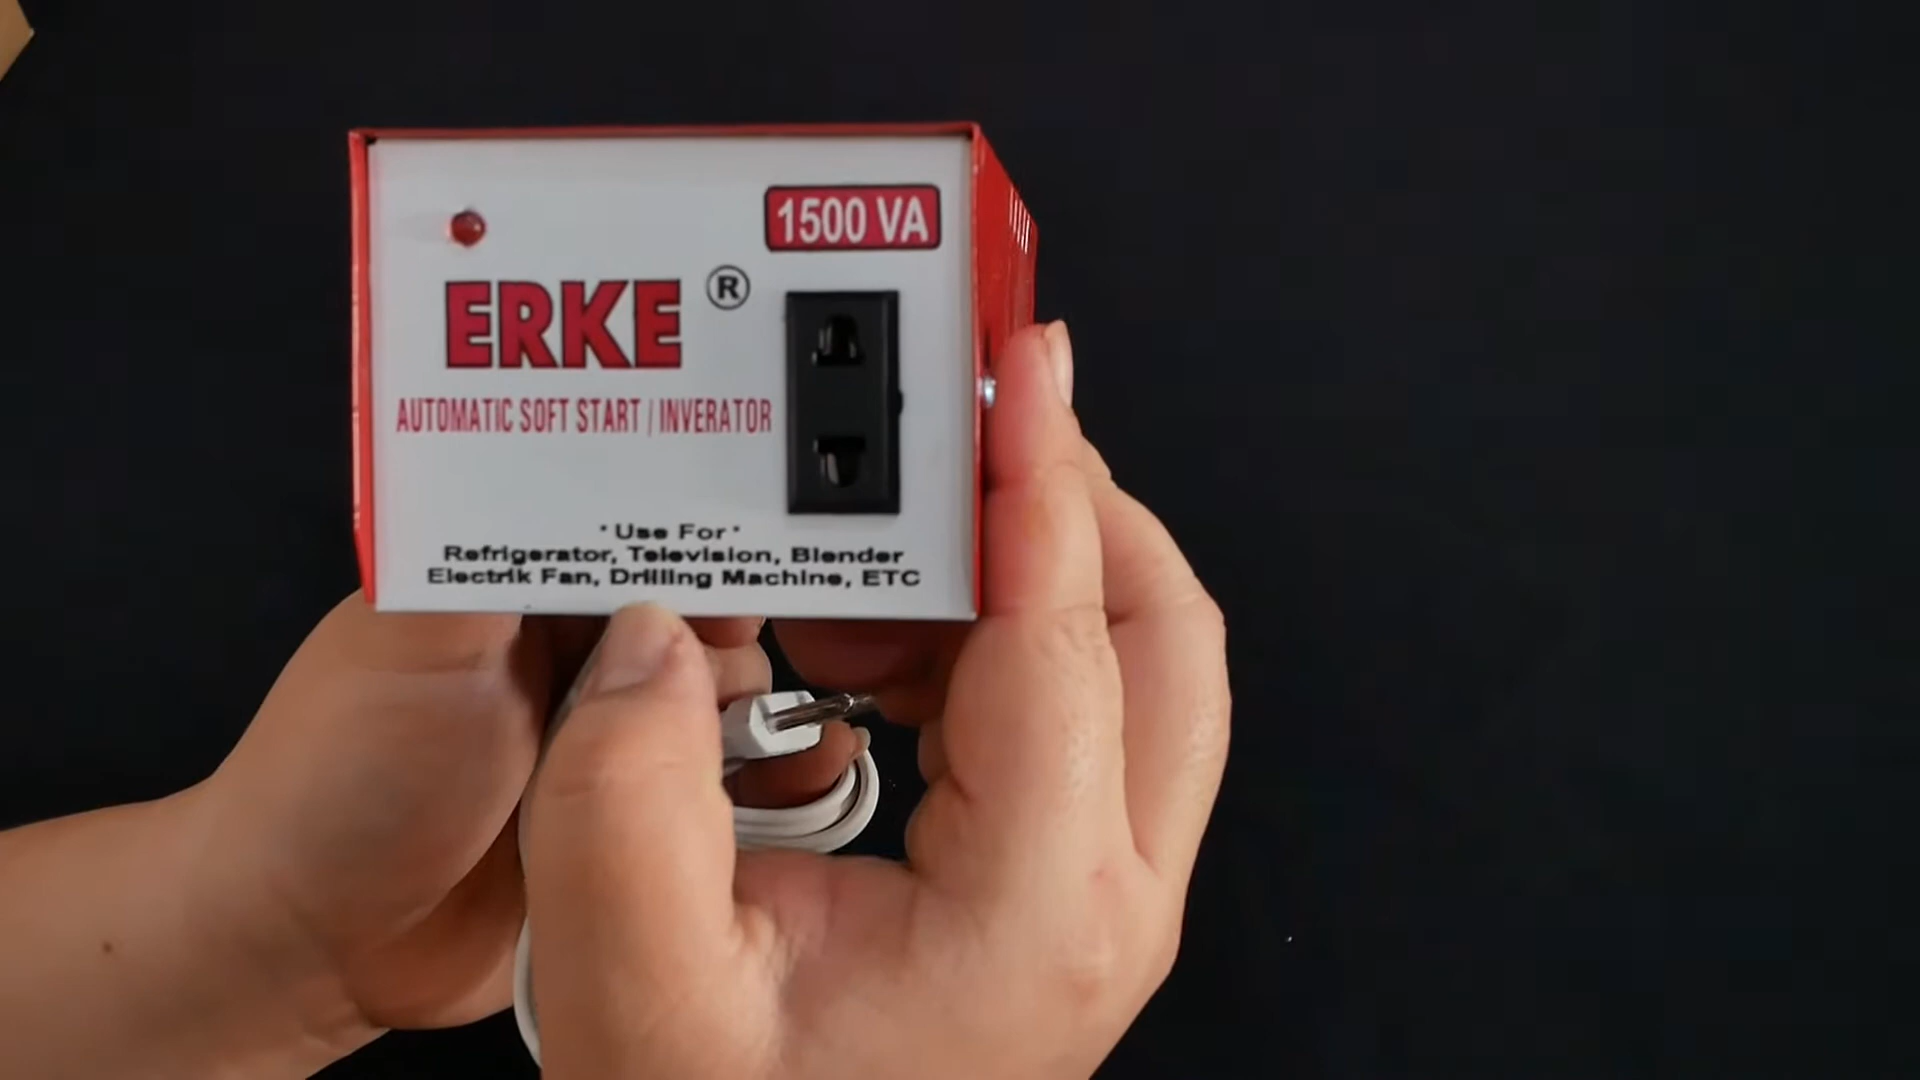 1500 VA
ERKE ®
AUTOMATIC SOFT START / INVERATOR
*Use For*
Refrigerator, Television, Blender
Electrik Fan, Drilling Machine, ETC